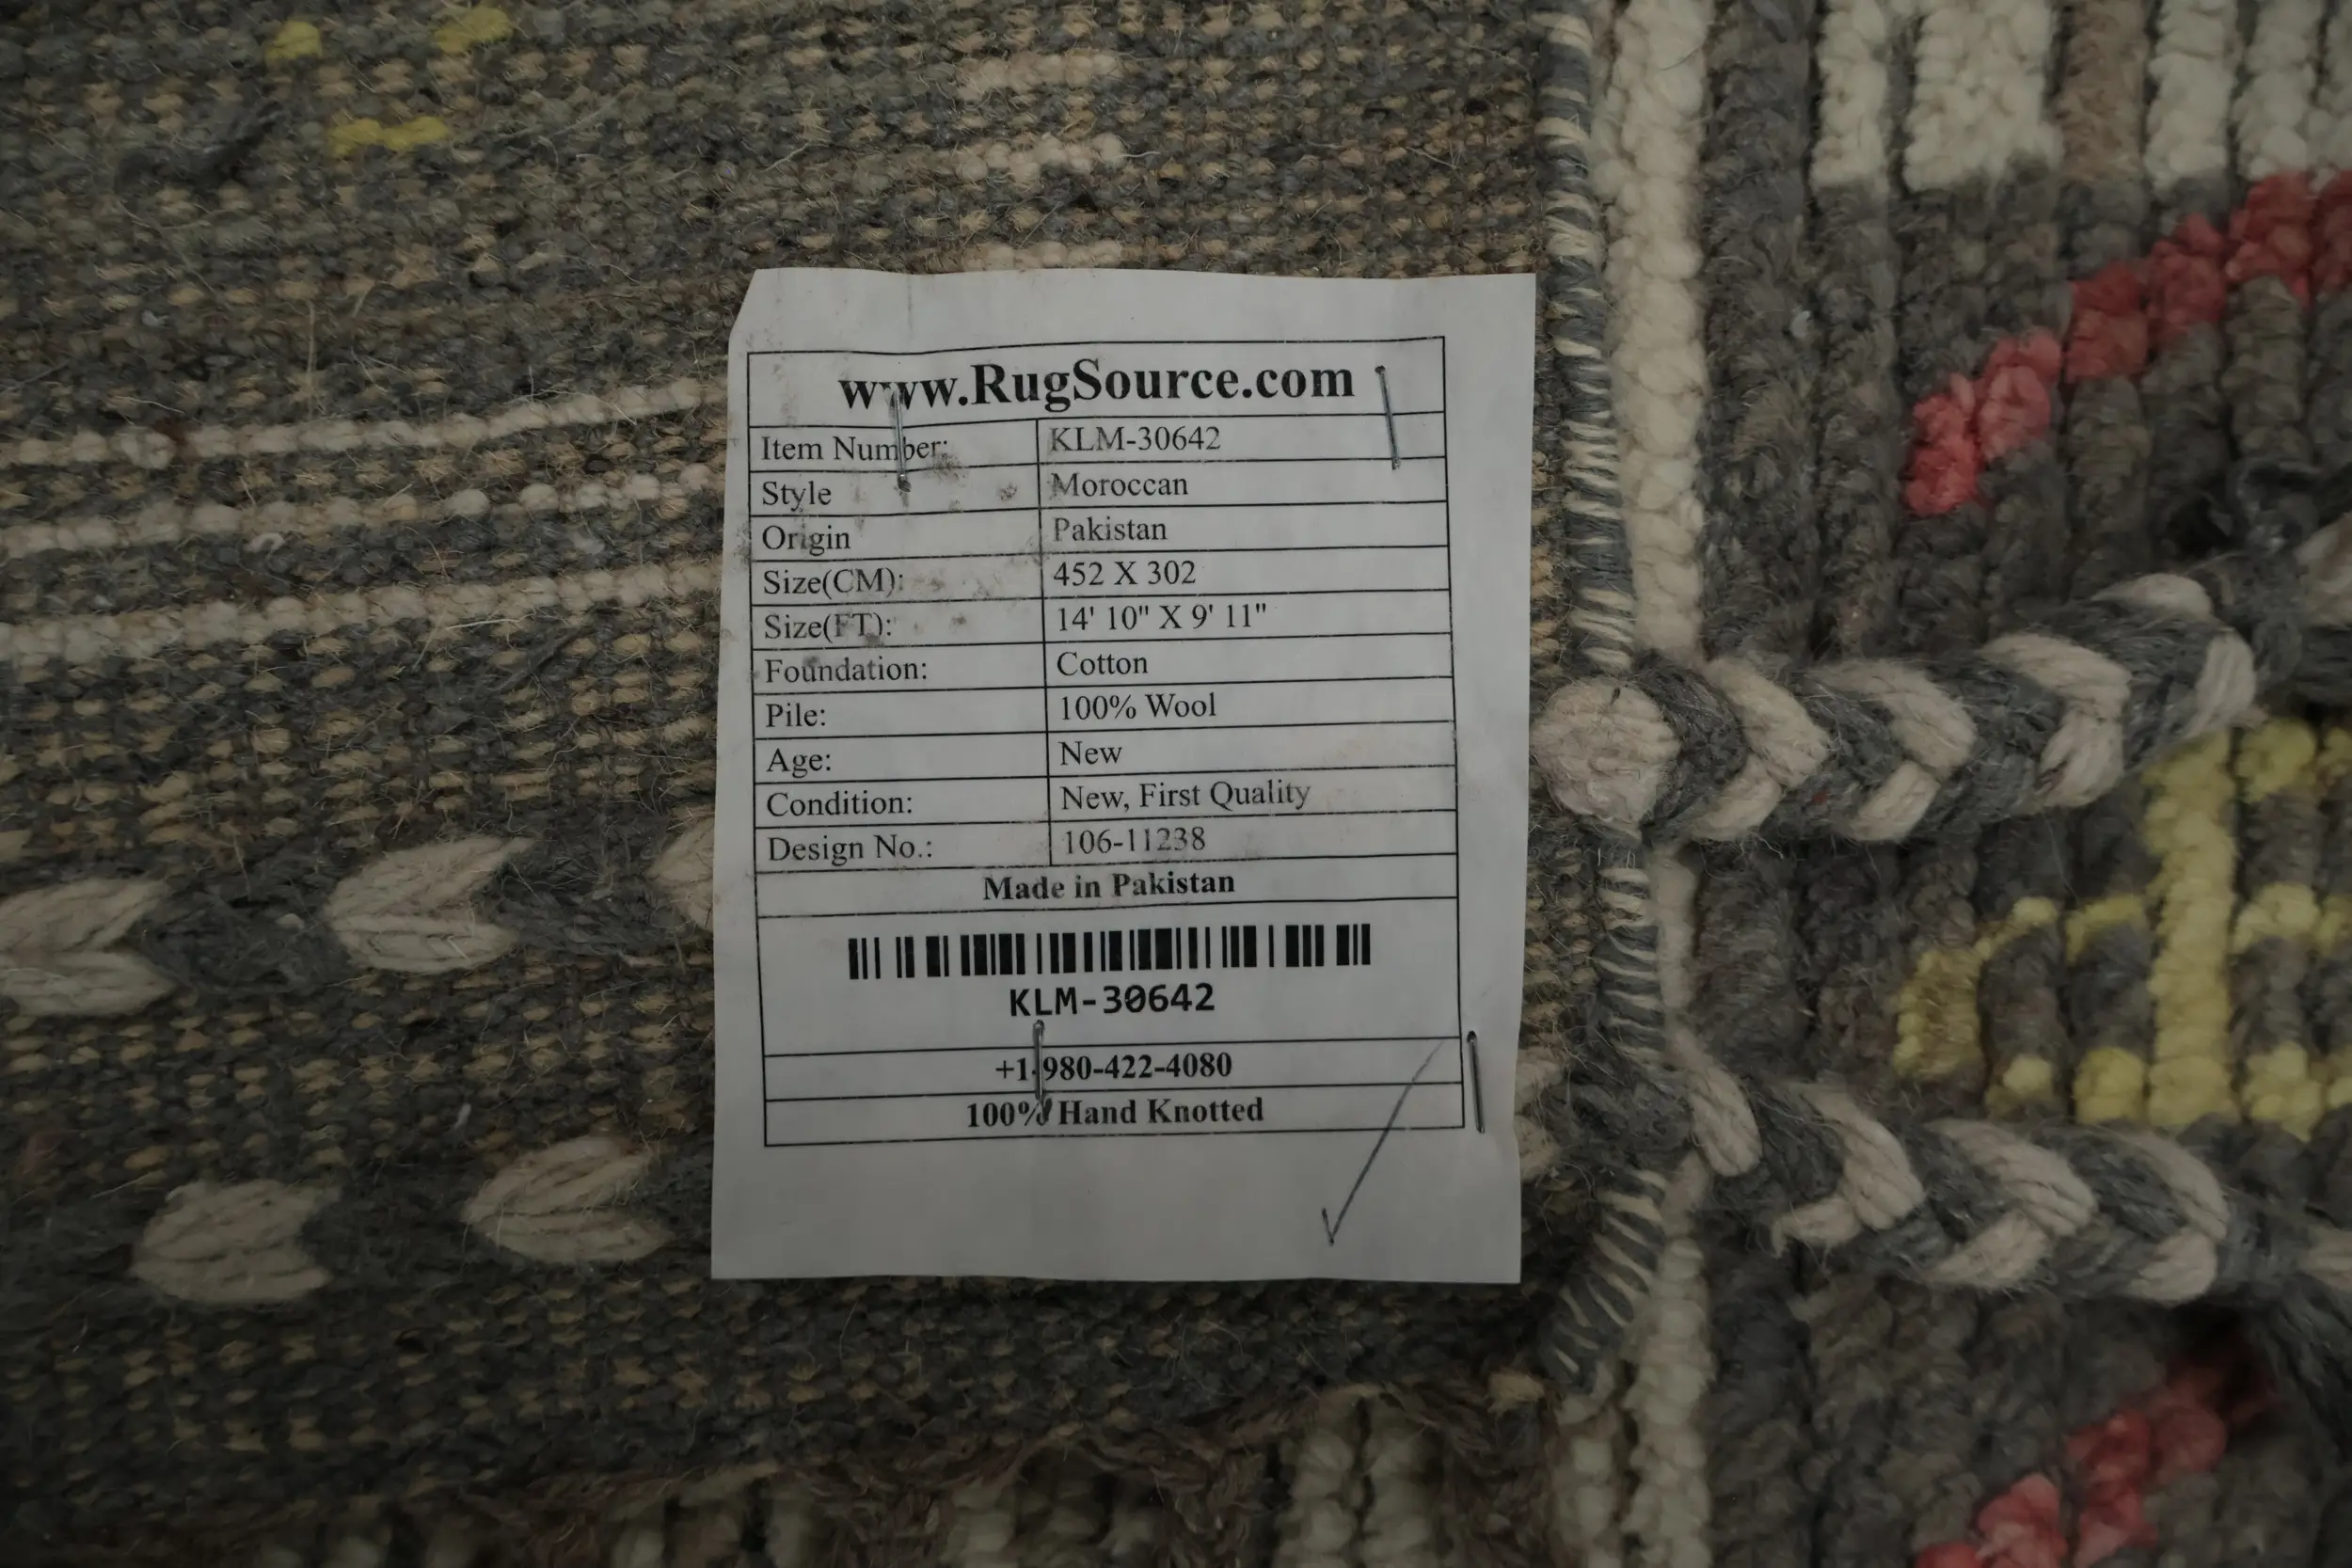 www.RugSource.com
Item Number: KLM-30642
Style Moroccan
Origin Pakistan
Size(CM): 452 X 302
Size(FT): 14' 10" X 9' 11"
Foundation: Cotton
Pile: 100% Wool
Age: New
Condition: New, First Quality
Design No.: 106-11238
Made in Pakistan
KLM-30642
+1-980-422-4080
100% Hand Knotted